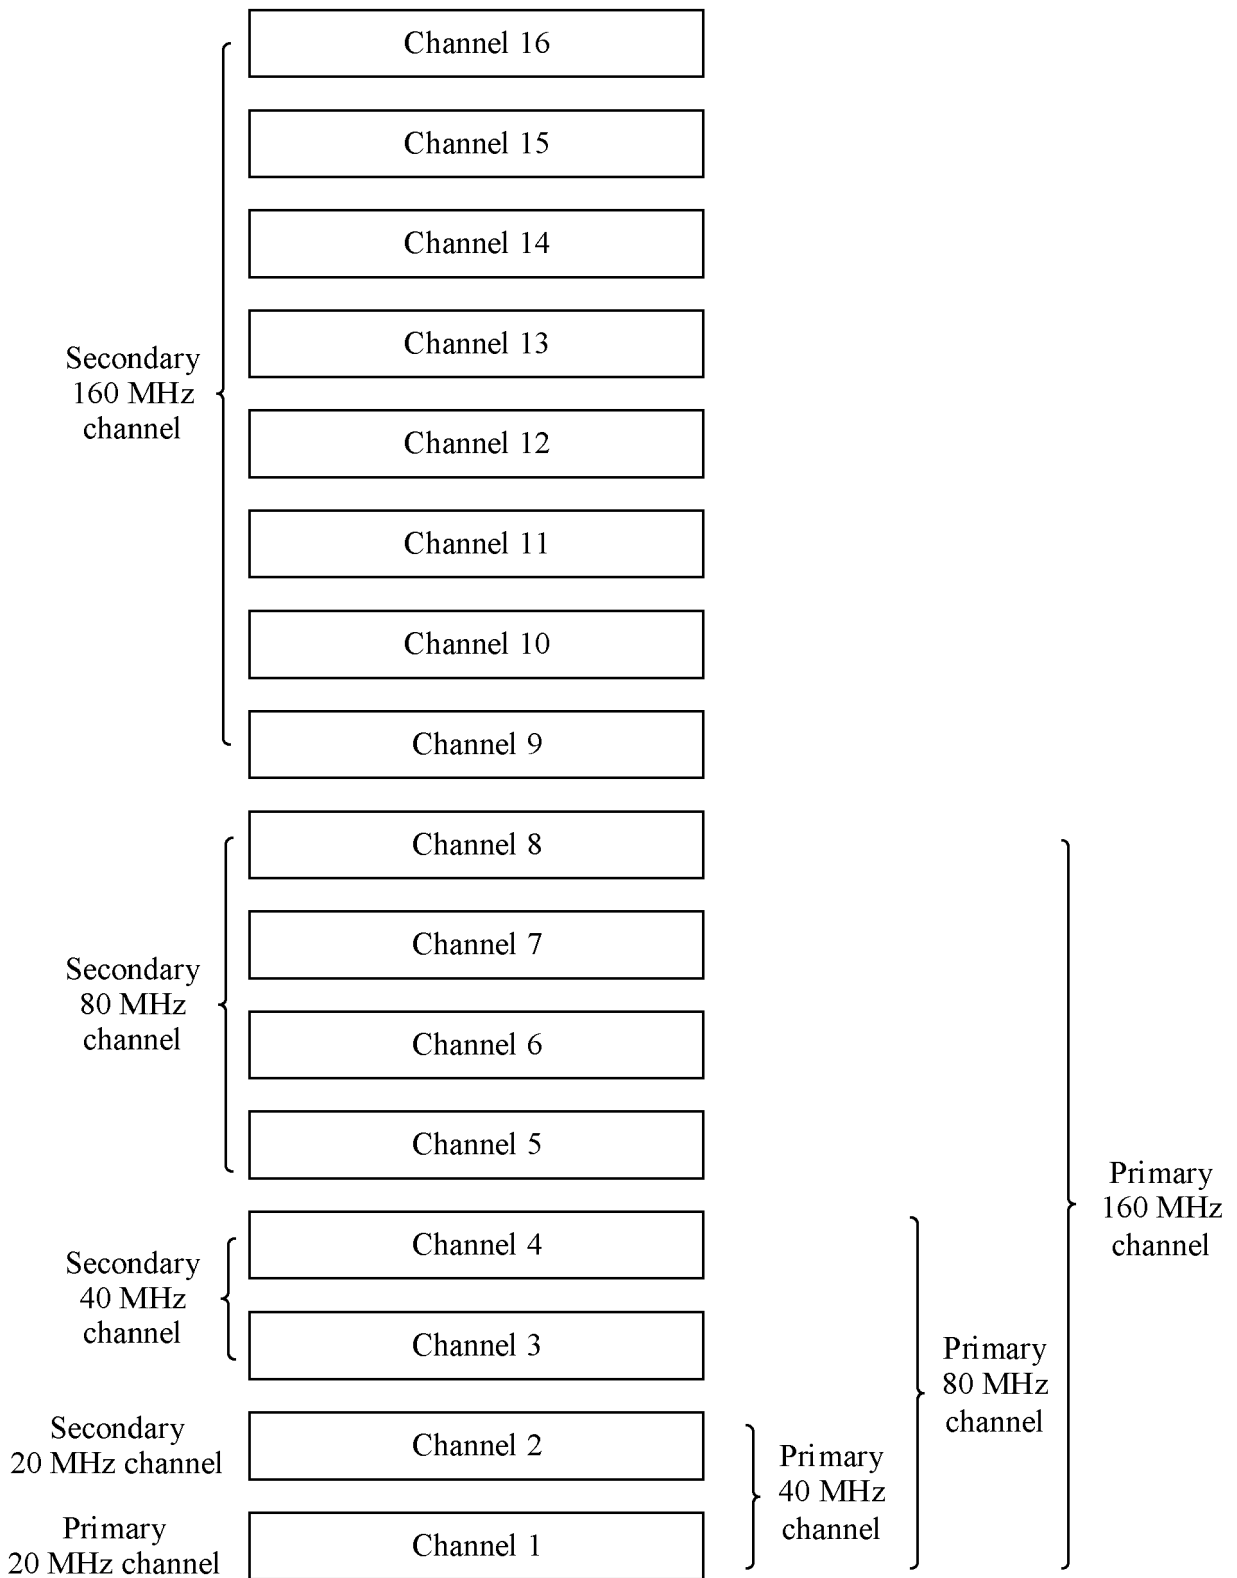 Channel 16
Channel 15
Channel 14
Channel 13
Secondary
160 MHz
channel
Channel 12
Channel 11
Channel 10
Channel 9
Channel 8
Channel 7
Secondary
80 MHz
channel
Channel 6
Channel 5
Primary
160 MHz
channel
Channel 4
Secondary
40 MHz
channel
Channel 3
Primary
80 MHz
channel
Secondary
20 MHz channel
Channel 2
Primary
40 MHz
channel
Primary
20 MHz channel
Channel 1